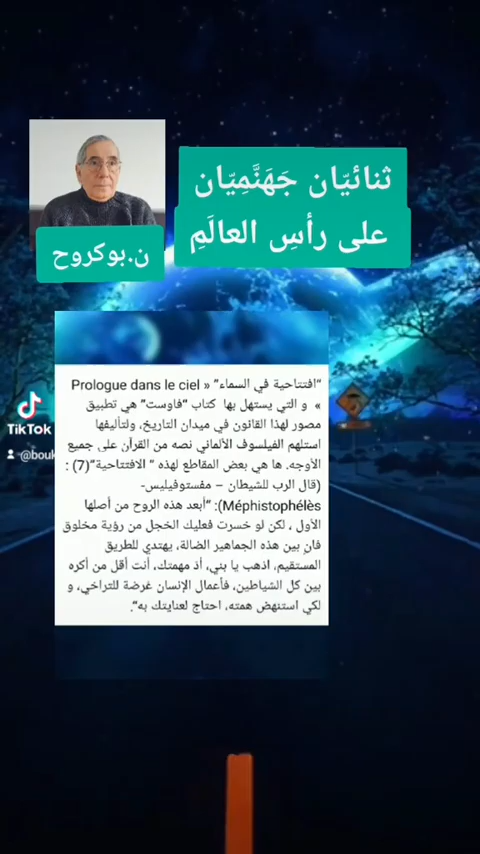 ثنائيّان جَهَنَّمِيّان
على رأسِ العالَمِ
ن.بوكروح
“افتتاحية في السماء” « Prologue dans le ciel
» و التي يستهل بها كتاب “فاوست” هي تطبيق
مصور لهذا القانون في ميدان التاريخ، ولتأليفها
استلهم الفيلسوف الألماني نصه من القرآن على جميع
الأوجه. ها هي بعض المقاطع لهذه ” الافتتاحية“(7) :
(قال الرب للشيطان – مفستوفيليس-
Méphistophélès): “أبعد هذه الروح من أصلها
الأول ، لكن لو خسرت فعليك الخجل من رؤية مخلوق
فانٍ بين هذه الجماهير الضالة، يهتدي للطريق
المستقيم، اذهب يا بني، أدِ مهمتك، أنت أقل من أكره
بين كل الشياطين، فأعمال الإنسان غرضة للتراخي، و
لكي استنهض همته، احتاج لعنايتك به“.
TikTok
@bouk